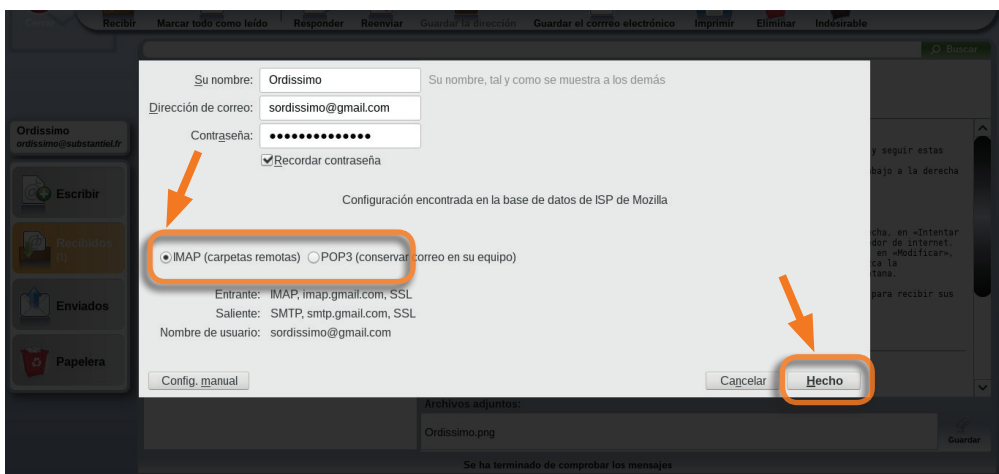 Recibir Marcar todo como leído Responder Reenviar Guardar la dirección Guardar el corrreo electrónico Imprimir Eliminar Indésirable
Buscar
Su nombre: Ordissimo Su nombre, tal y como se muestra a los demás
Dirección de correo: sordissimo@gmail.com
Contraseña: ●●●●●●●●●●●●●●
Recordar contraseña
Configuración encontrada en la base de datos de ISP de Mozilla
IMAP (carpetas remotas) POP3 (conservar correo en su equipo)
Entrante: IMAP, imap.gmail.com, SSL
Saliente: SMTP, smtp.gmail.com, SSL
Nombre de usuario: sordissimo@gmail.com
Config. manual Cancelar Hecho
Ordissimo
ordissimo@substantiel.fr
Escribir
Recibidos
(1)
Enviados
Papelera
y seguir estas
bajo a la derecha
cha, en «Intentar
dor de internet.
en «Modificar»,
ca la
tana.
para recibir sus
Archivos adjuntos:
Ordissimo.png
Guardar
Se ha terminado de comprobar los mensajes